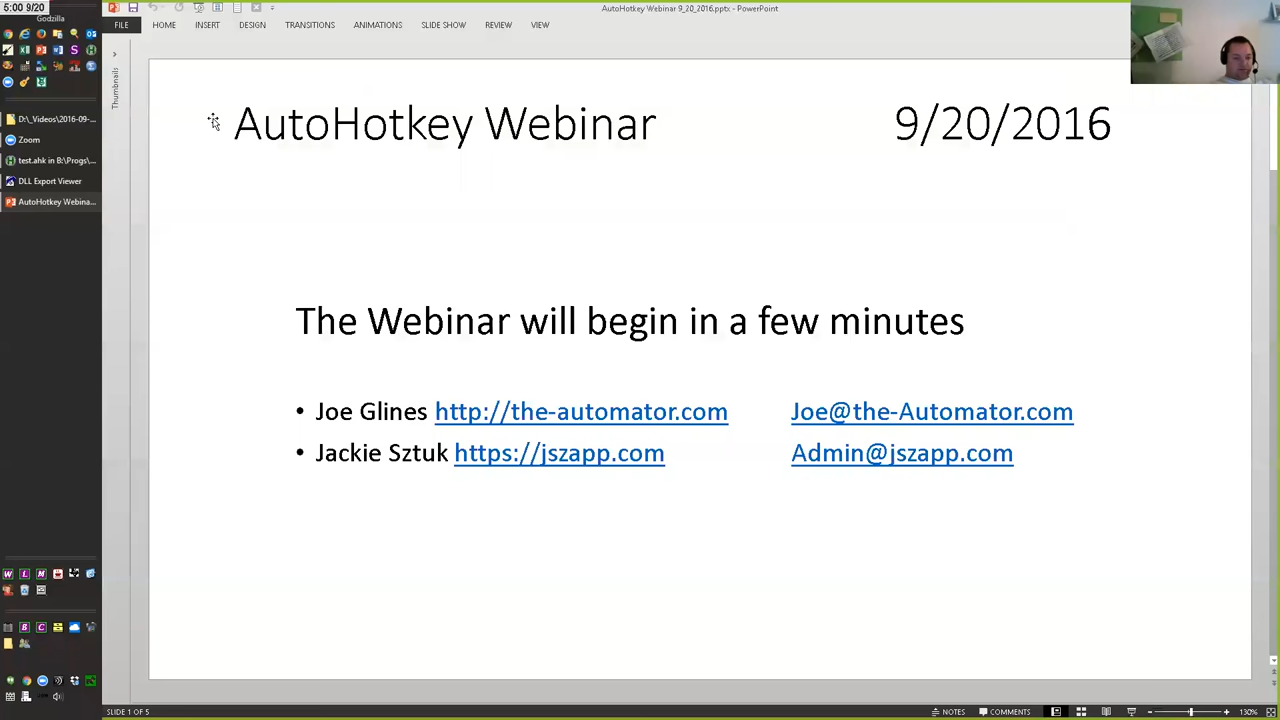 5:00 9/20
Godzilla
AutoHotkey Webinar 9_20_2016.pptx - PowerPoint
FILE HOME INSERT DESIGN TRANSITIONS ANIMATIONS SLIDE SHOW REVIEW VIEW
Thumbnails
D:\_Videos\2016-09-...
Zoom
test.ahk in B:\Progs\...
DLL Export Viewer
AutoHotkey Webina...
AutoHotkey Webinar 9/20/2016
The Webinar will begin in a few minutes
• Joe Glines http://the-automator.com Joe@the-Automator.com
• Jackie Sztuk https://jszapp.com Admin@jszapp.com
W L M
B C
SLIDE 1 OF 5 NOTES COMMENTS 130%